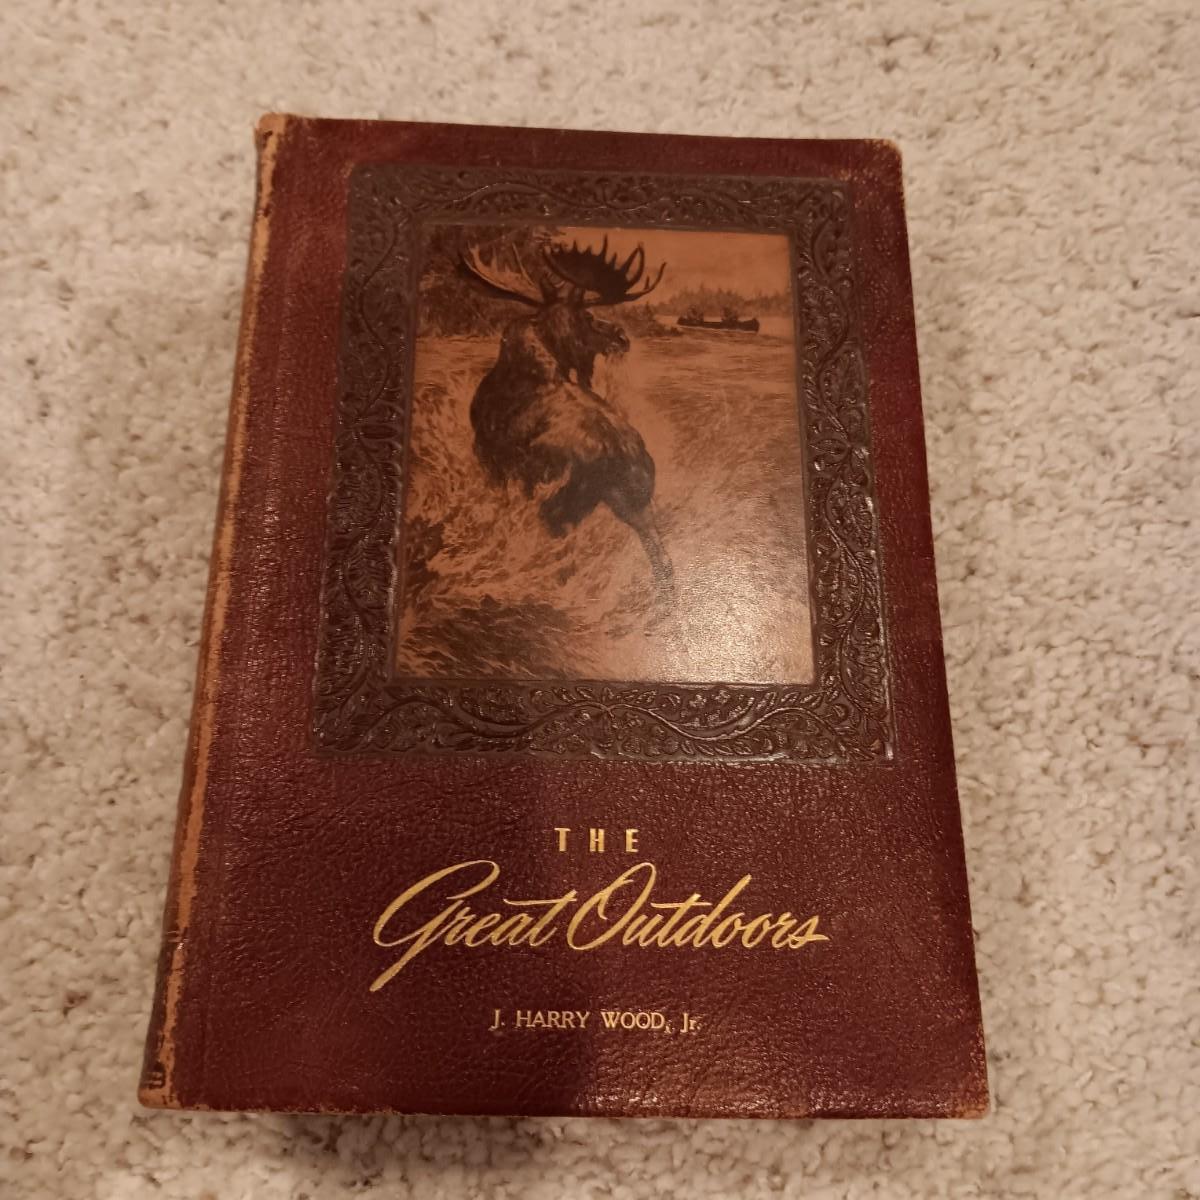 THE
Great Outdoors
J. HARRY WOOD, Jr.